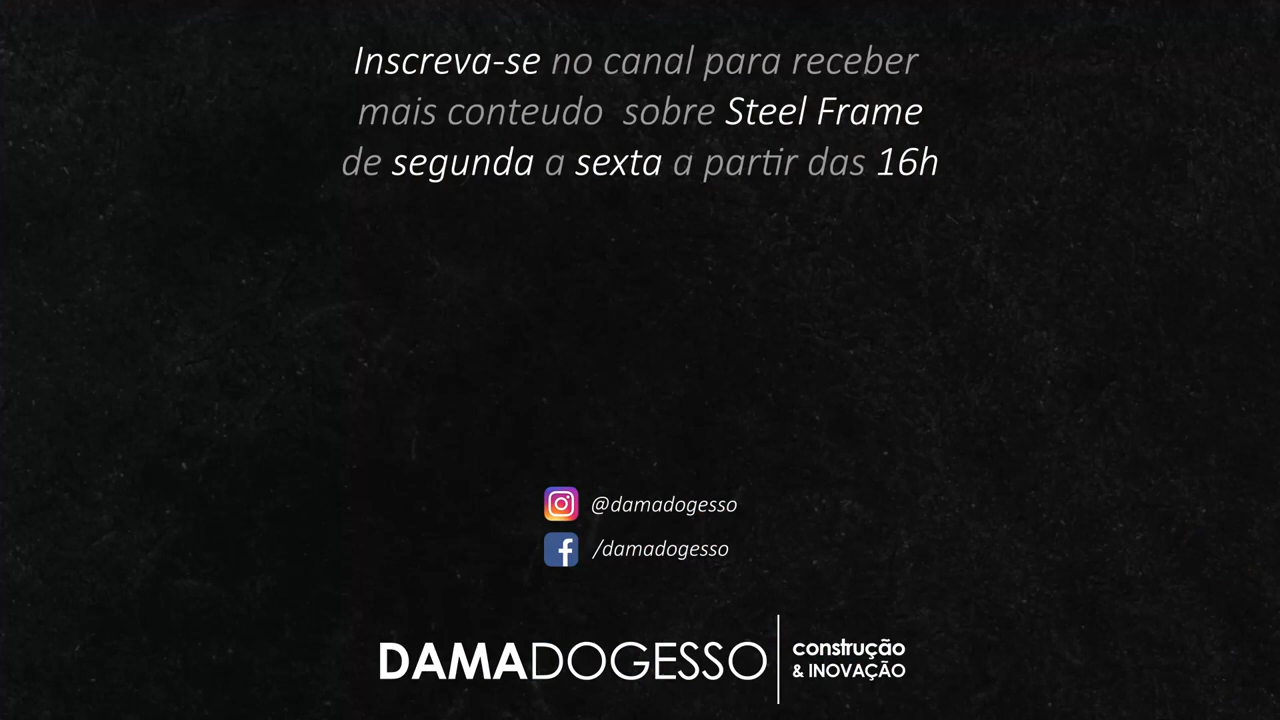 Inscreva-se no canal para receber
mais conteudo sobre Steel Frame
de segunda a sexta a partir das 16h
@damadogesso
/damadogesso
DAMADOGESSO
construção
& INOVAÇÃO